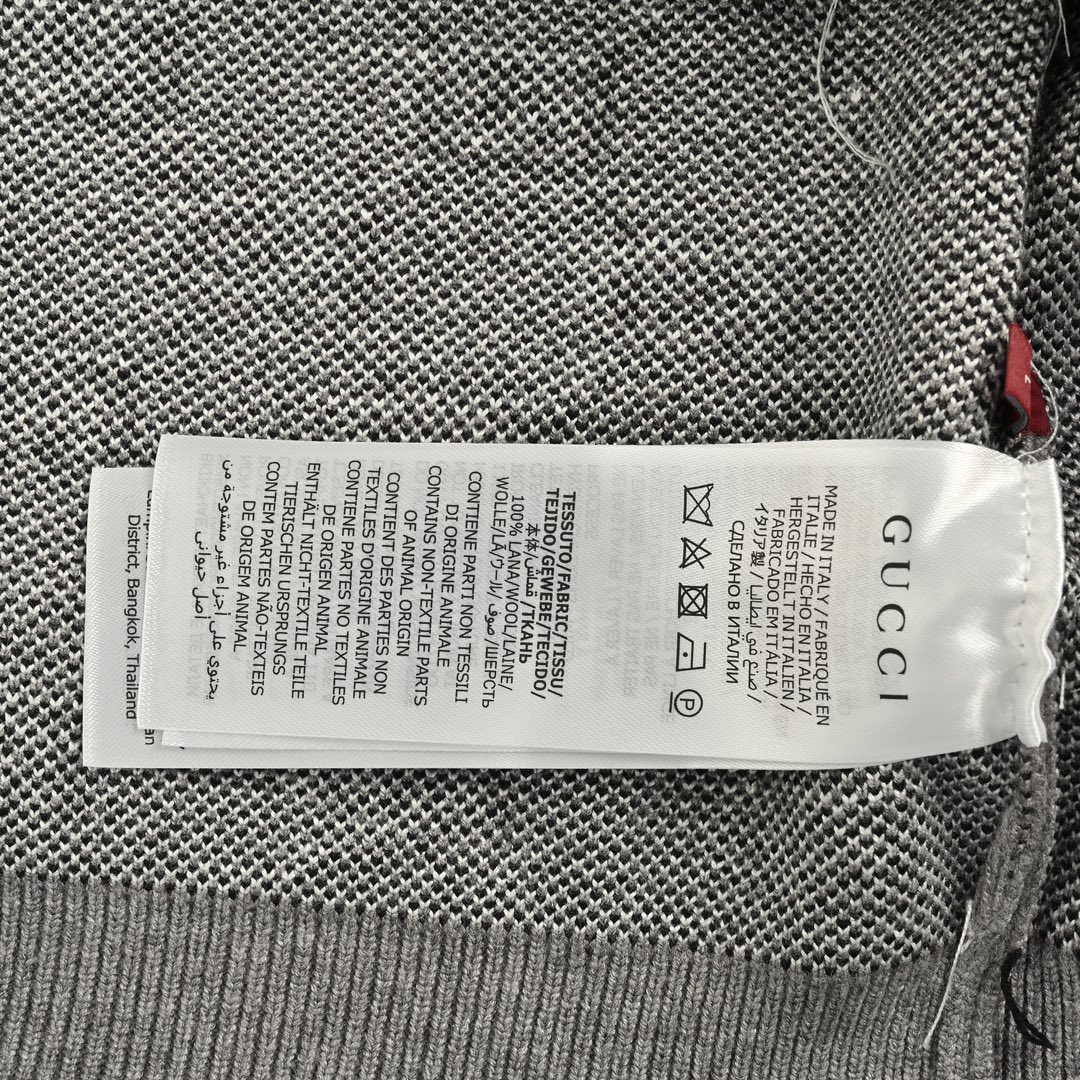 GUCCI
MADE IN ITALY / FABRIQUÉ EN
ITALIE / HECHO EN ITALIA /
HERGESTELLT IN ITALIEN /
FABRICADO EM ITÁLIA /
イタリア製 / صنع في إيطاليا /
СДЕЛАНО В ИТАЛИИ
P
TESSUTO/FABRIC/TISSU/
TEJIDO/GEWEBE/TECIDO/
本体/قماش/ТКАНЬ
100% LANA/WOOL/LAINE/
WOLLE/LÃ/ウール/صوف/ШЕРСТЬ
CONTIENE PARTI NON TESSILI
DI ORIGINE ANIMALE
CONTAINS NON-TEXTILE PARTS
OF ANIMAL ORIGIN
CONTIENT DES PARTIES NON
TEXTILES D'ORIGINE ANIMALE
CONTIENE PARTES NO TEXTILES
DE ORIGEN ANIMAL
ENTHÄLT NICHT-TEXTILE TEILE
TIERISCHEN URSPRUNGS
CONTEM PARTES NÃO-TEXTEIS
DE ORIGEM ANIMAL
يحتوي على أجزاء غير منسوجة من
أصل حيواني
District, Bangkok, Thailand